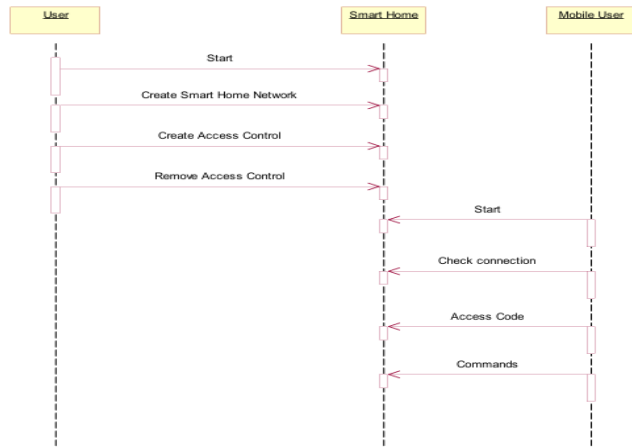 User
Smart Home
Mobile User
Start
Create Smart Home Network
Create Access Control
Remove Access Control
Start
Check connection
Access Code
Commands